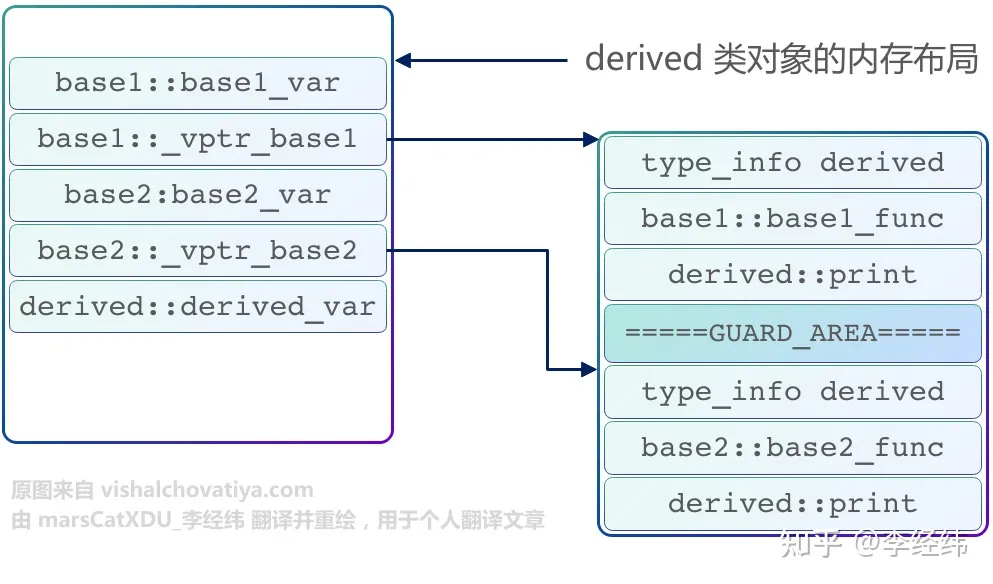 derived 类对象的内存布局
base1::base1_var
base1::_vptr_base1
base2:base2_var
base2::_vptr_base2
derived::derived_var
type_info derived
base1::base1_func
derived::print
=====GUARD_AREA=====
type_info derived
base2::base2_func
derived::print
原图来自 vishalchovatiya.com
由 marsCatXDU_李经纬 翻译并重绘，用于个人翻译文章
知乎 @李经纬